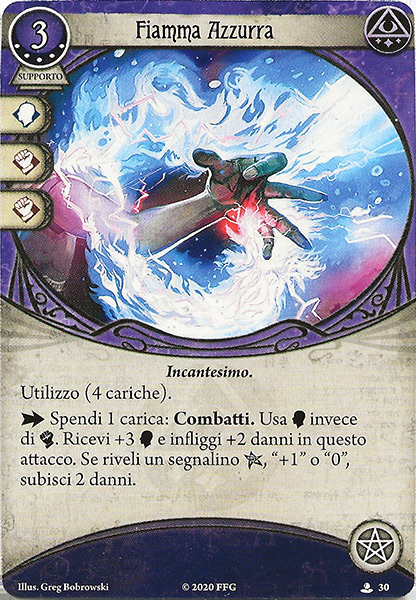 3
Fiamma Azzurra
SUPPORTO
Incantesimo.
Utilizzo (4 cariche).
Spendi 1 carica: Combatti. Usa invece
di . Ricevi +3 e infliggi +2 danni in questo
attacco. Se riveli un segnalino , “+1” o “0”,
subisci 2 danni.
Illus. Greg Bobrowski
© 2020 FFG
30